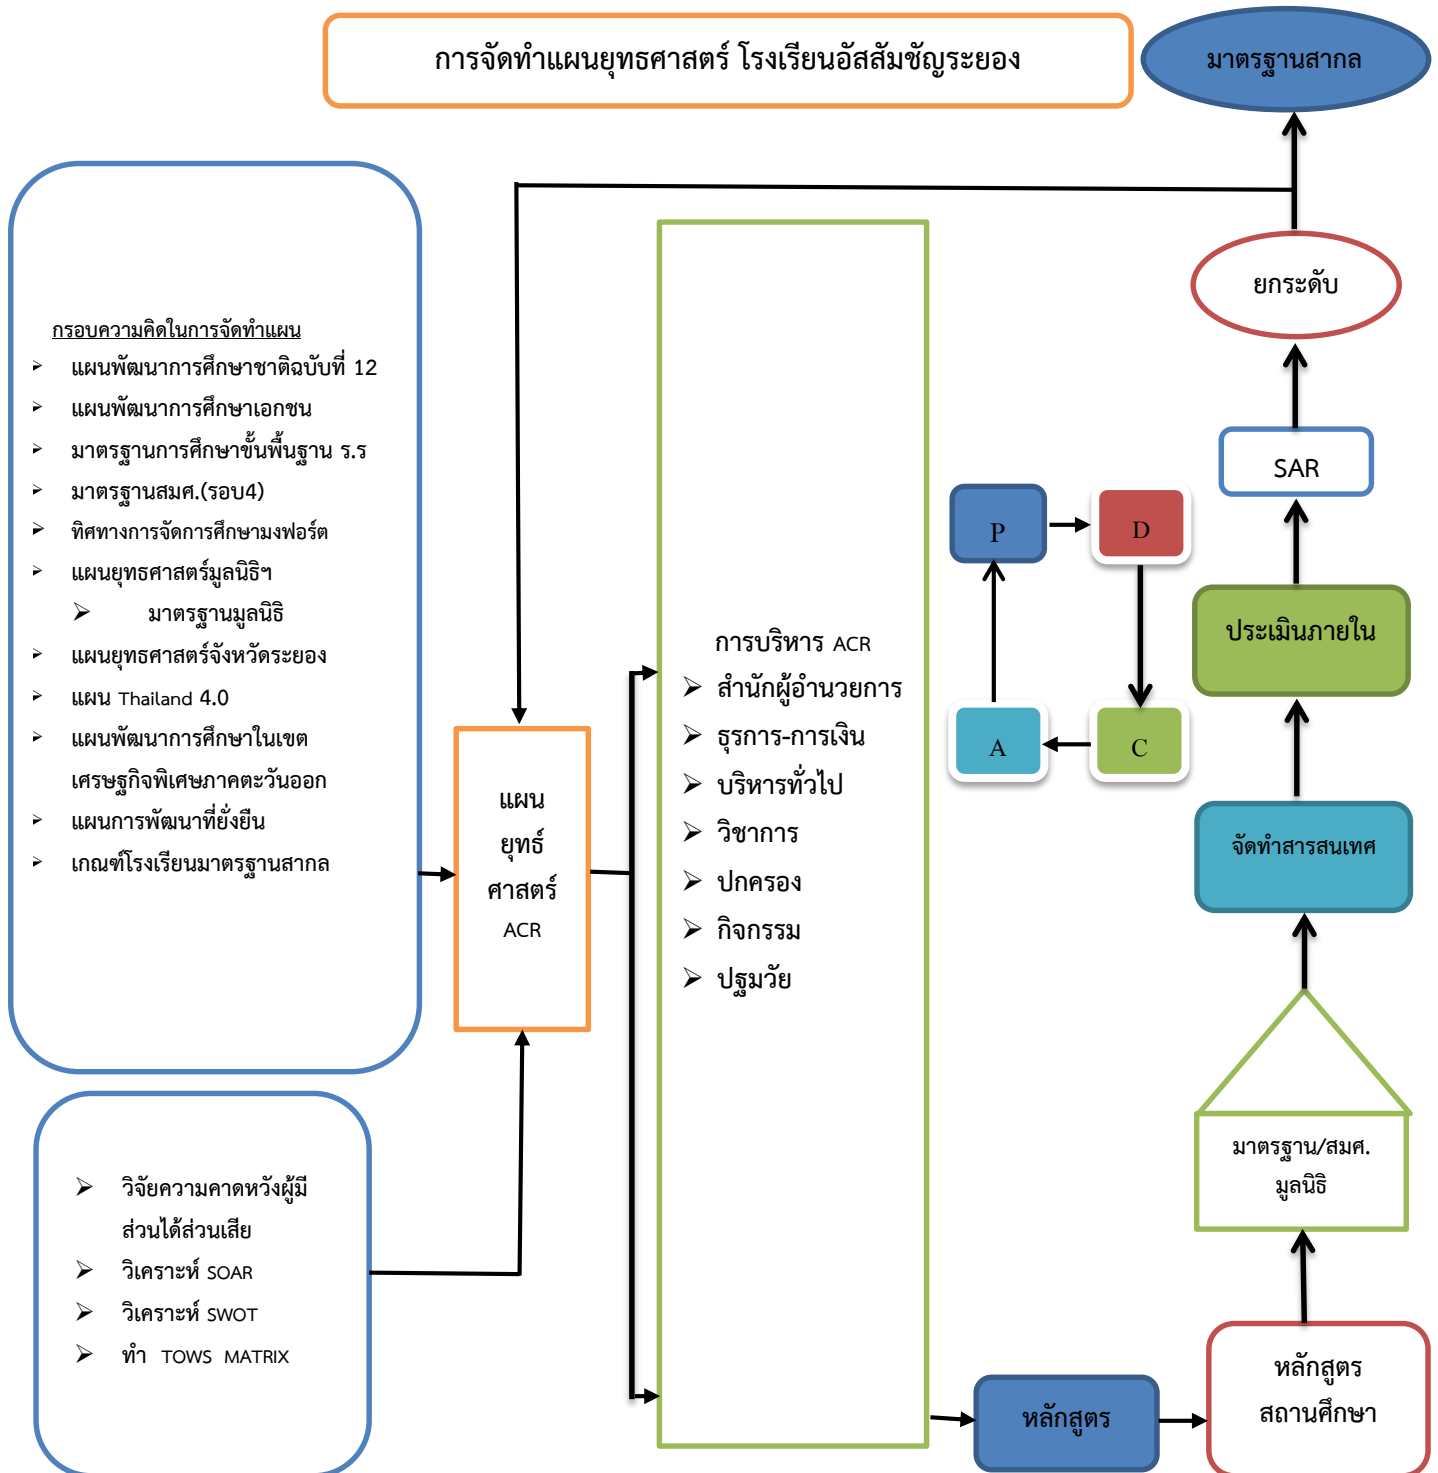 การจัดทำแผนยุทธศาสตร์ โรงเรียนอัสสัมชัญระยอง
มาตรฐานสากล
ยกระดับ
กรอบความคิดในการจัดทำแผน
➢ แผนพัฒนาการศึกษาชาติฉบับที่ 12
➢ แผนพัฒนาการศึกษาเอกชน
➢ มาตรฐานการศึกษาขั้นพื้นฐาน ร.ร
➢ มาตรฐานสมศ.(รอบ4)
➢ ทิศทางการจัดการศึกษามงฟอร์ต
➢ แผนยุทธศาสตร์มูลนิธิฯ
➢ มาตรฐานมูลนิธิ
➢ แผนยุทธศาสตร์จังหวัดระยอง
➢ แผน Thailand 4.0
➢ แผนพัฒนาการศึกษาในเขต
เศรษฐกิจพิเศษภาคตะวันออก
➢ แผนการพัฒนาที่ยั่งยืน
➢ เกณฑ์โรงเรียนมาตรฐานสากล
➢ วิจัยความคาดหวังผู้มี
ส่วนได้ส่วนเสีย
➢ วิเคราะห์ SOAR
➢ วิเคราะห์ SWOT
➢ ทำ TOWS MATRIX
แผน
ยุทธ์
ศาสตร์
ACR
การบริหาร ACR
➢ สำนักผู้อำนวยการ
➢ ธุรการ-การเงิน
➢ บริหารทั่วไป
➢ วิชาการ
➢ ปกครอง
➢ กิจกรรม
➢ ปฐมวัย
P
D
A
C
SAR
ประเมินภายใน
จัดทำสารสนเทศ
มาตรฐาน/สมศ.
มูลนิธิ
หลักสูตร
หลักสูตร
สถานศึกษา